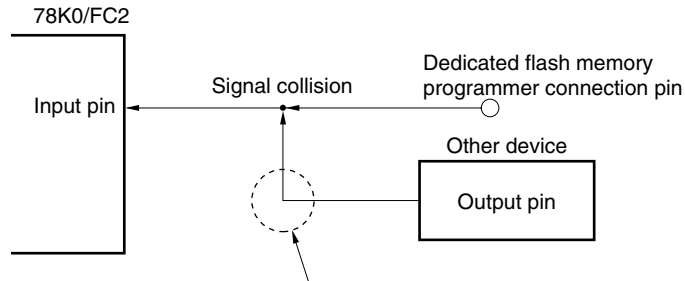 78K0/FC2
Signal collision
Dedicated flash memory
programmer connection pin
Input pin
Other device
Output pin